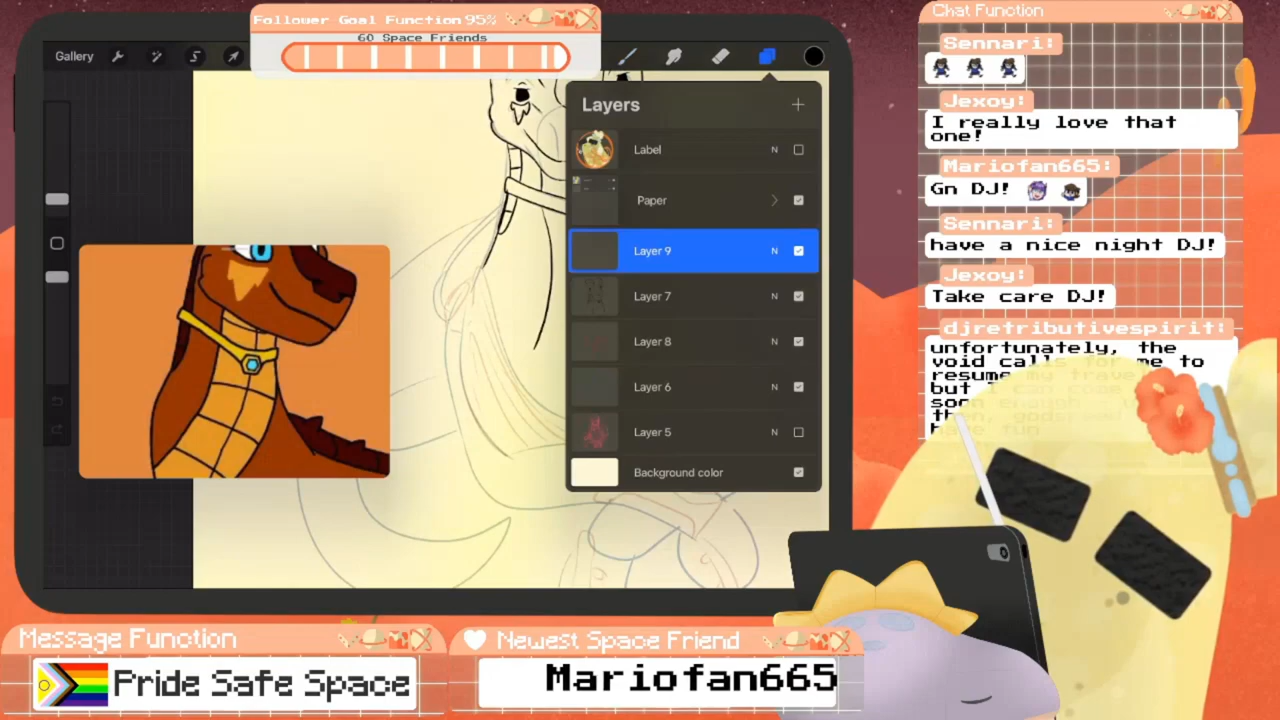 Follower Goal Function 95%
60 Space Friends
Gallery
Layers
Label N
Paper
Layer 9 N
Layer 7 N
Layer 8 N
Layer 6 N
Layer 5 N
Background color
Chat Function
Sennari:
Jexoy:
I really love that
one!
Mariofan665:
Gn DJ!
Sennari:
have a nice night DJ!
Jexoy:
Take care DJ!
djretributivespirit:
unfortunately, the
void calls for me to
resume my
but I
soon
Message Function
Pride Safe Space
Newest Space Friend
Mariofan665